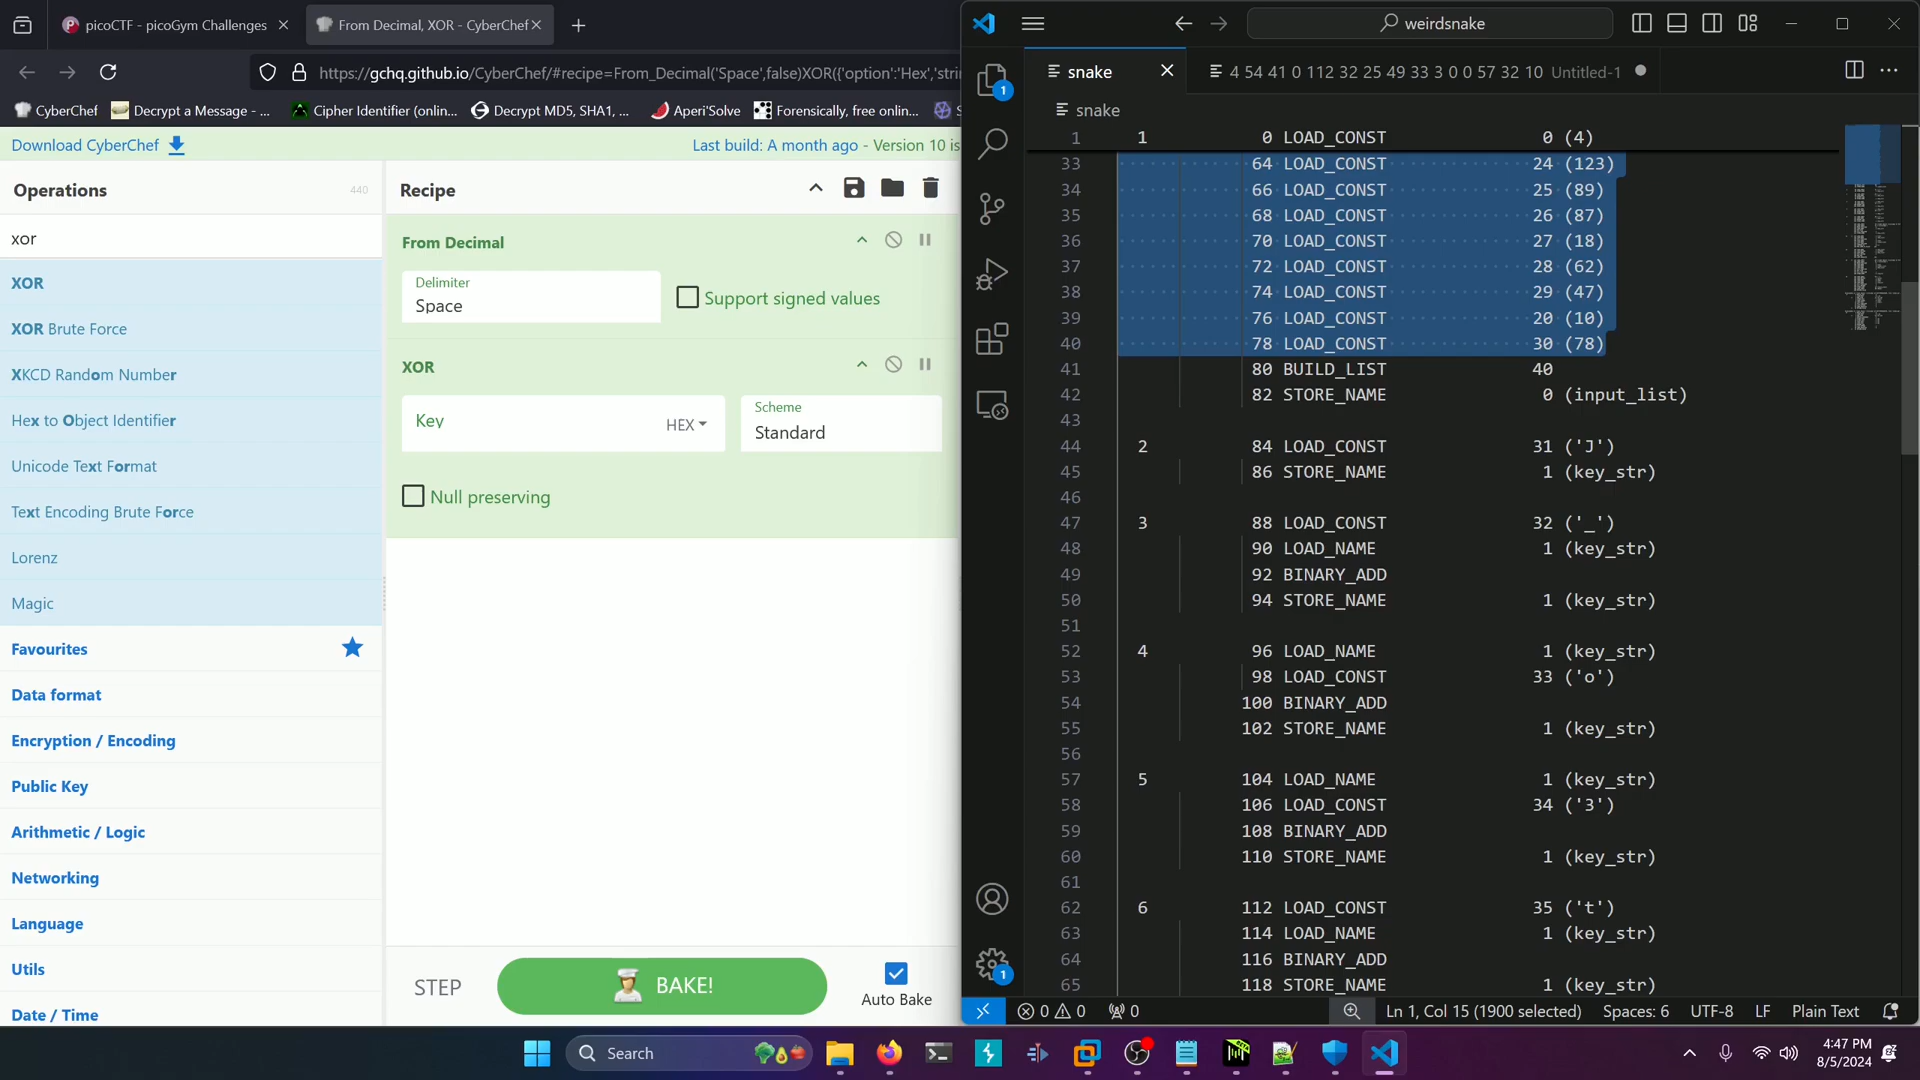 picoCTF - picoGym Challenges
From Decimal, XOR - CyberChef
https://gchq.github.io/CyberChef/#recipe=From_Decimal('Space',false)XOR({'option':'Hex','strin
CyberChef
Decrypt a Message - ...
Cipher Identifier (onlin...
Decrypt MD5, SHA1, ...
Aperi'Solve
Forensically, free onlin...
Download CyberChef
Last build: A month ago - Version 10 is
Operations
440
xor
XOR
XOR Brute Force
XKCD Random Number
Hex to Object Identifier
Unicode Text Format
Text Encoding Brute Force
Lorenz
Magic
Favourites
Data format
Encryption / Encoding
Public Key
Arithmetic / Logic
Networking
Language
Utils
Date / Time
Recipe
From Decimal
Delimiter
Space
Support signed values
XOR
Key
HEX
Scheme
Standard
Null preserving
STEP
BAKE!
Auto Bake
weirdsnake
snake
4 54 41 0 112 32 25 49 33 3 0 0 57 32 10 Untitled-1
snake
1 1 0 LOAD_CONST 0 (4)
33 64 LOAD_CONST 24 (123)
34 66 LOAD_CONST 25 (89)
35 68 LOAD_CONST 26 (87)
36 70 LOAD_CONST 27 (18)
37 72 LOAD_CONST 28 (62)
38 74 LOAD_CONST 29 (47)
39 76 LOAD_CONST 20 (10)
40 78 LOAD_CONST 30 (78)
41 80 BUILD_LIST 40
42 82 STORE_NAME 0 (input_list)
43
44 2 84 LOAD_CONST 31 ('J')
45 86 STORE_NAME 1 (key_str)
46
47 3 88 LOAD_CONST 32 ('_')
48 90 LOAD_NAME 1 (key_str)
49 92 BINARY_ADD
50 94 STORE_NAME 1 (key_str)
51
52 4 96 LOAD_NAME 1 (key_str)
53 98 LOAD_CONST 33 ('o')
54 100 BINARY_ADD
55 102 STORE_NAME 1 (key_str)
56
57 5 104 LOAD_NAME 1 (key_str)
58 106 LOAD_CONST 34 ('3')
59 108 BINARY_ADD
60 110 STORE_NAME 1 (key_str)
61
62 6 112 LOAD_CONST 35 ('t')
63 114 LOAD_NAME 1 (key_str)
64 116 BINARY_ADD
65 118 STORE_NAME 1 (key_str)
1
1
0 0 0
Ln 1, Col 15 (1900 selected)
Spaces: 6
UTF-8
LF
Plain Text
Search
4:47 PM
8/5/2024